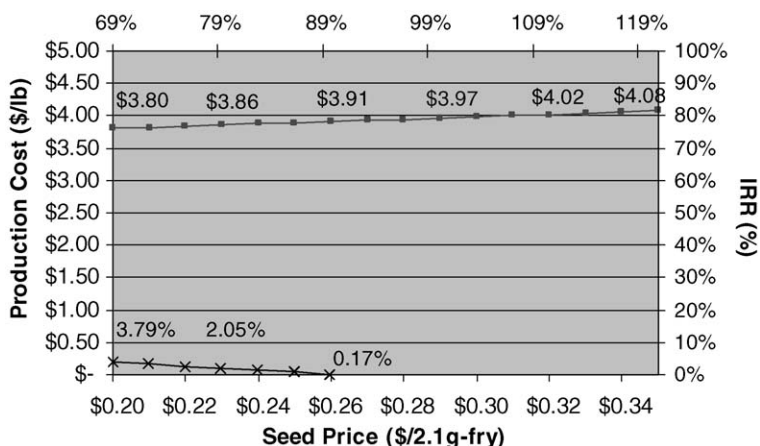 69% 79% 89% 99% 109% 119%
$5.00 100%
$4.50 90%
$3.80 $3.86 $3.91 $3.97 $4.02 $4.08
$4.00 80%
$3.50 70%
$3.00 60%
$2.50 50%
$2.00 40%
$1.50 30%
$1.00 20%
$0.50 10%
3.79% 2.05% 0.17%
$- 0%
Production Cost ($/lb)
IRR (%)
$0.20 $0.22 $0.24 $0.26 $0.28 $0.30 $0.32 $0.34
Seed Price ($/2.1g-fry)